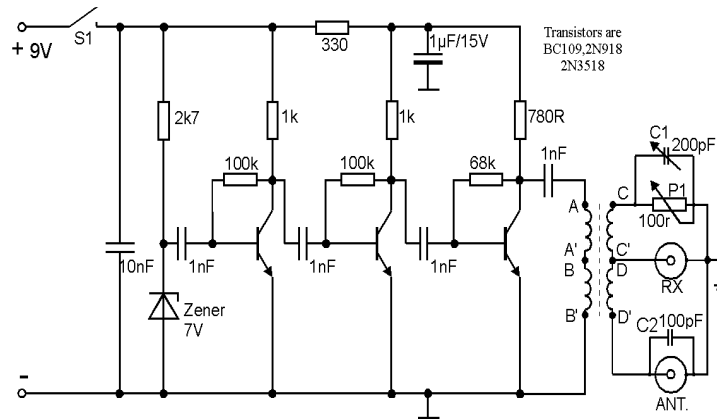 S1
+ 9V
330
1µF/15V
Transistors are
BC109,2N918
2N3518
2k7
1k
1k
780R
C1
200pF
100k
100k
68k
1nF
P1
100r
A
C
10nF
1nF
1nF
1nF
A'
C'
B
D
RX
Zener
7V
B'
D'
C2
100pF
-
ANT.